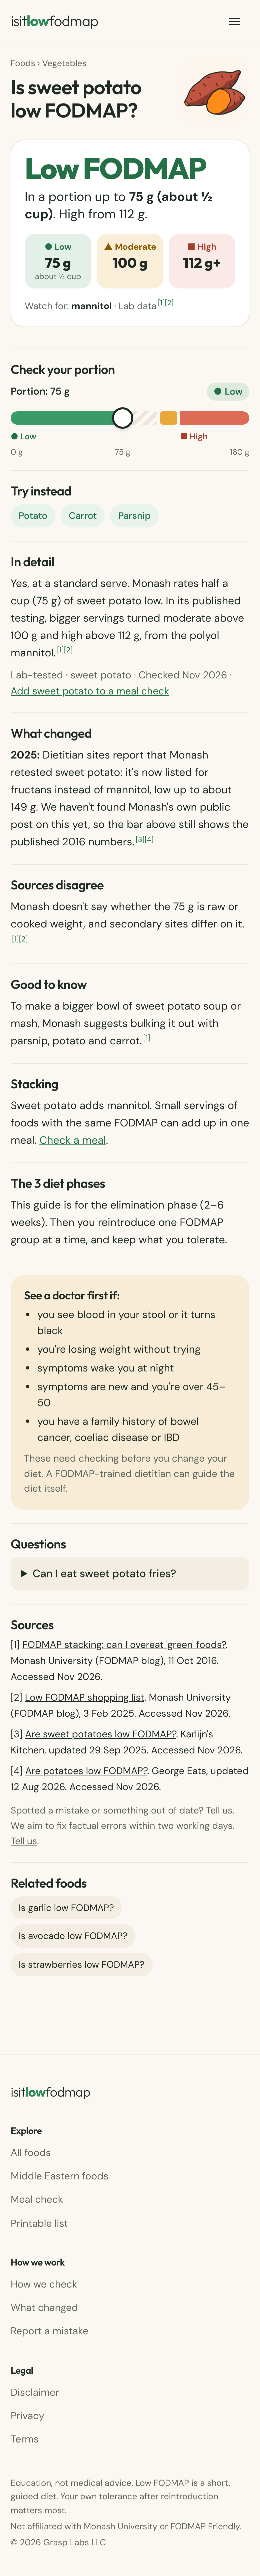 isitlowfodmap
Foods › Vegetables
Is sweet potato
low FODMAP?
Low FODMAP
In a portion up to 75 g (about ½
cup). High from 112 g.
● Low
75 g
about ½ cup
▲ Moderate
100 g
■ High
112 g+
Watch for: mannitol · Lab data [1][2]
Check your portion
Portion: 75 g
● Low
● Low
■ High
0 g
75 g
160 g
Try instead
Potato
Carrot
Parsnip
In detail
Yes, at a standard serve. Monash rates half a
cup (75 g) of sweet potato low. In its published
testing, bigger servings turned moderate above
100 g and high above 112 g, from the polyol
mannitol. [1][2]
Lab-tested · sweet potato · Checked Nov 2026 ·
Add sweet potato to a meal check
What changed
2025: Dietitian sites report that Monash
retested sweet potato: it's now listed for
fructans instead of mannitol, low up to about
149 g. We haven't found Monash's own public
post on this yet, so the bar above still shows the
published 2016 numbers. [3][4]
Sources disagree
Monash doesn't say whether the 75 g is raw or
cooked weight, and secondary sites differ on it.
[1][2]
Good to know
To make a bigger bowl of sweet potato soup or
mash, Monash suggests bulking it out with
parsnip, potato and carrot. [1]
Stacking
Sweet potato adds mannitol. Small servings of
foods with the same FODMAP can add up in one
meal. Check a meal.
The 3 diet phases
This guide is for the elimination phase (2–6
weeks). Then you reintroduce one FODMAP
group at a time, and keep what you tolerate.
See a doctor first if:
• you see blood in your stool or it turns
black
• you're losing weight without trying
• symptoms wake you at night
• symptoms are new and you're over 45–
50
• you have a family history of bowel
cancer, coeliac disease or IBD
These need checking before you change your
diet. A FODMAP-trained dietitian can guide the
diet itself.
Questions
▶ Can I eat sweet potato fries?
Sources
[1] FODMAP stacking: can I overeat 'green' foods?.
Monash University (FODMAP blog), 11 Oct 2016.
Accessed Nov 2026.
[2] Low FODMAP shopping list. Monash University
(FODMAP blog), 3 Feb 2025. Accessed Nov 2026.
[3] Are sweet potatoes low FODMAP?. Karlijn's
Kitchen, updated 29 Sep 2025. Accessed Nov 2026.
[4] Are potatoes low FODMAP?. George Eats, updated
12 Aug 2026. Accessed Nov 2026.
Spotted a mistake or something out of date? Tell us.
We aim to fix factual errors within two working days.
Tell us.
Related foods
Is garlic low FODMAP?
Is avocado low FODMAP?
Is strawberries low FODMAP?
isitlowfodmap
Explore
All foods
Middle Eastern foods
Meal check
Printable list
How we work
How we check
What changed
Report a mistake
Legal
Disclaimer
Privacy
Terms
Education, not medical advice. Low FODMAP is a short,
guided diet. Your own tolerance after reintroduction
matters most.
Not affiliated with Monash University or FODMAP Friendly.
© 2026 Grasp Labs LLC